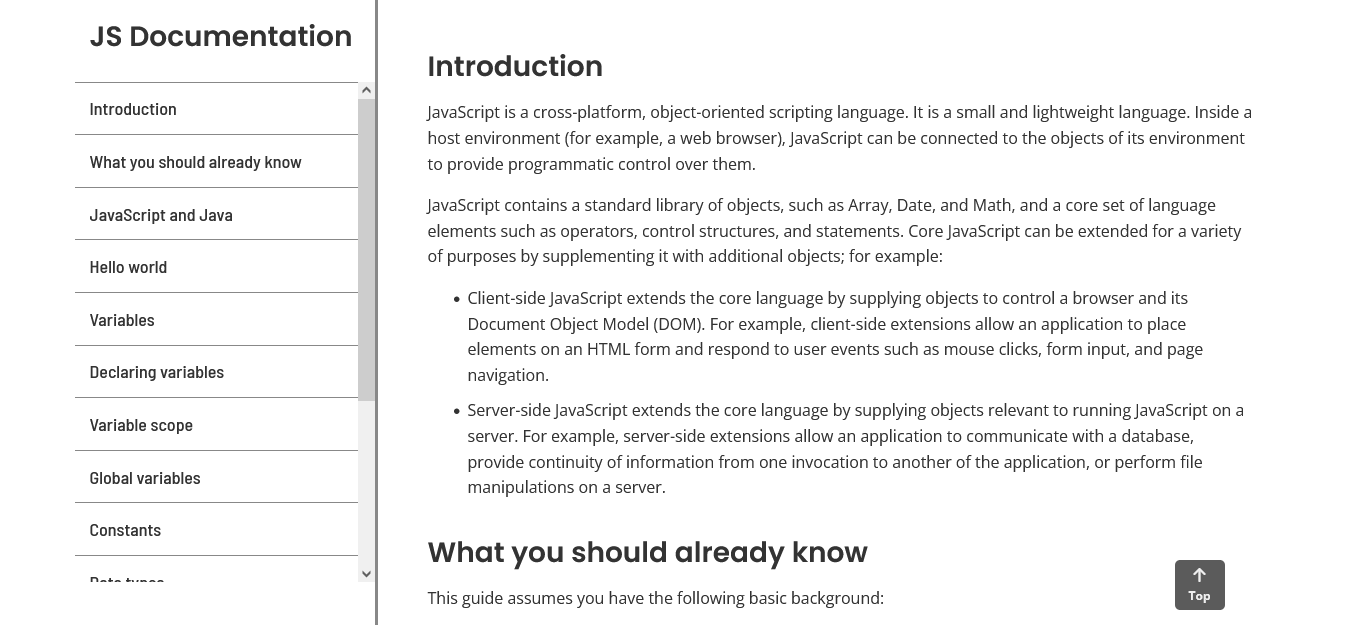 JS Documentation
Introduction
What you should already know
JavaScript and Java
Hello world
Variables
Declaring variables
Variable scope
Global variables
Constants
Data types
Introduction
JavaScript is a cross-platform, object-oriented scripting language. It is a small and lightweight language. Inside a
host environment (for example, a web browser), JavaScript can be connected to the objects of its environment
to provide programmatic control over them.
JavaScript contains a standard library of objects, such as Array, Date, and Math, and a core set of language
elements such as operators, control structures, and statements. Core JavaScript can be extended for a variety
of purposes by supplementing it with additional objects; for example:
• Client-side JavaScript extends the core language by supplying objects to control a browser and its
Document Object Model (DOM). For example, client-side extensions allow an application to place
elements on an HTML form and respond to user events such as mouse clicks, form input, and page
navigation.
• Server-side JavaScript extends the core language by supplying objects relevant to running JavaScript on a
server. For example, server-side extensions allow an application to communicate with a database,
provide continuity of information from one invocation to another of the application, or perform file
manipulations on a server.
What you should already know
This guide assumes you have the following basic background:
Top